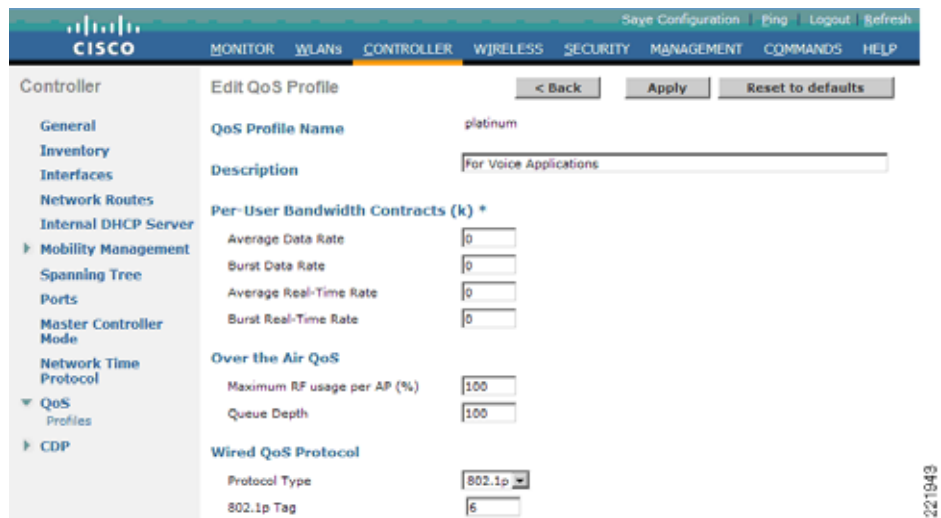 Save Configuration | Ping | Logout | Refresh
CISCO
MONITOR WLANs CONTROLLER WIRELESS SECURITY MANAGEMENT COMMANDS HELP
Controller
General
Inventory
Interfaces
Network Routes
Internal DHCP Server
Mobility Management
Spanning Tree
Ports
Master Controller
Mode
Network Time
Protocol
QoS
Profiles
CDP
Edit QoS Profile
< Back
Apply
Reset to defaults
QoS Profile Name platinum
Description For Voice Applications
Per-User Bandwidth Contracts (k) *
Average Data Rate 0
Burst Data Rate 0
Average Real-Time Rate 0
Burst Real-Time Rate 0
Over the Air QoS
Maximum RF usage per AP (%) 100
Queue Depth 100
Wired QoS Protocol
Protocol Type 802.1p
802.1p Tag 6
221943